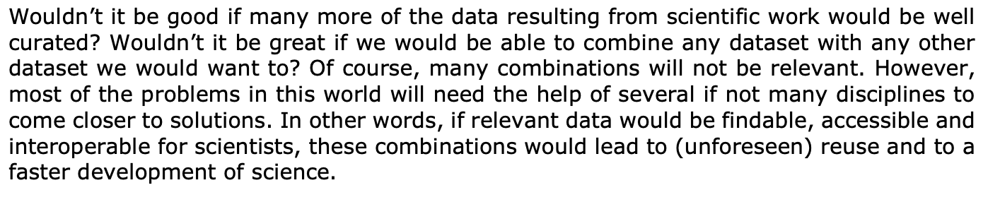 Wouldn’t it be good if many more of the data resulting from scientific work would be well
curated? Wouldn’t it be great if we would be able to combine any dataset with any other
dataset we would want to? Of course, many combinations will not be relevant. However,
most of the problems in this world will need the help of several if not many disciplines to
come closer to solutions. In other words, if relevant data would be findable, accessible and
interoperable for scientists, these combinations would lead to (unforeseen) reuse and to a
faster development of science.